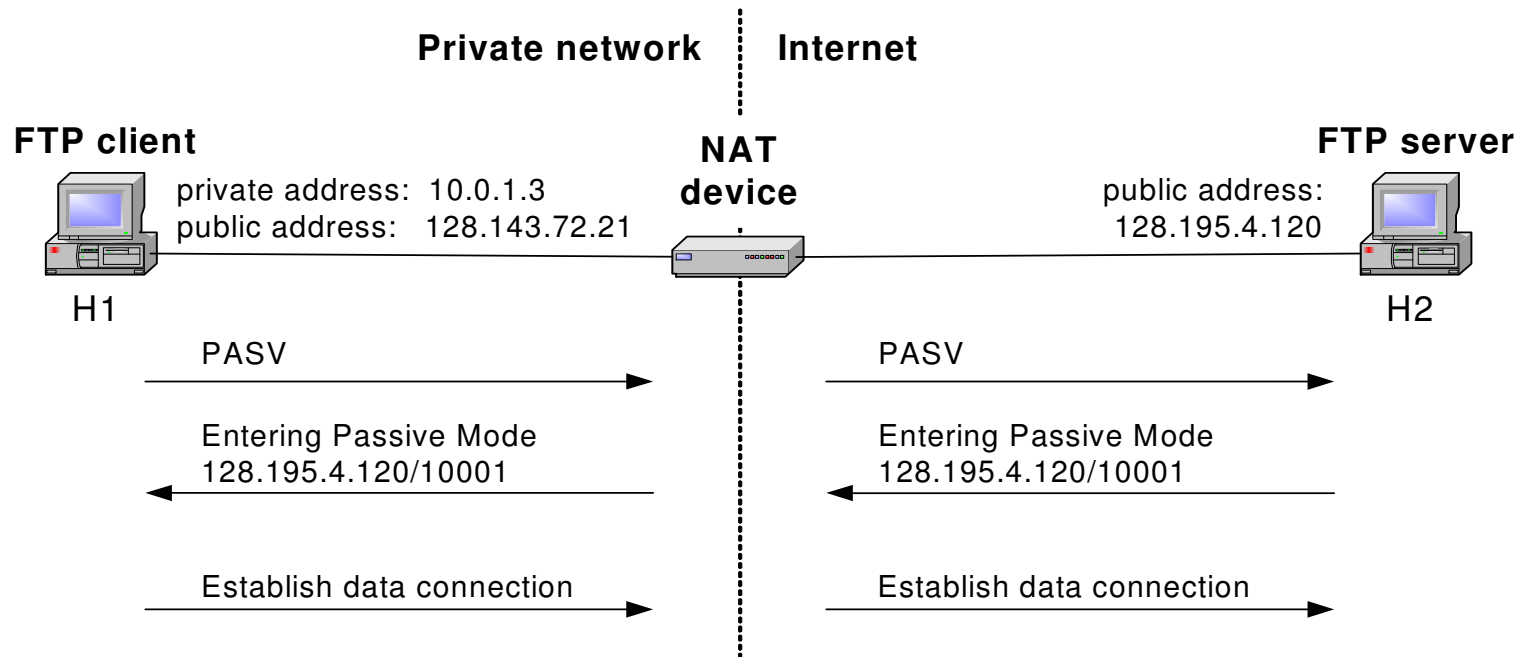 Private network
Internet
FTP client
NAT
device
FTP server
private address: 10.0.1.3
public address: 128.143.72.21
public address:
128.195.4.120
H1
H2
PASV
PASV
Entering Passive Mode
128.195.4.120/10001
Entering Passive Mode
128.195.4.120/10001
Establish data connection
Establish data connection